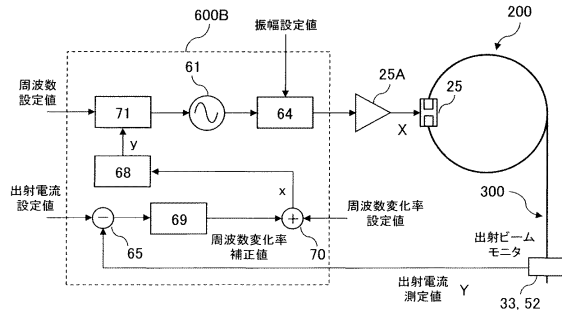 600B
振幅設定値
200
61
25A
周波数
設定値
71
64
25
X
y
68
x
300
出射電流
設定値
−
69
+
周波数変化率
設定値
65
周波数変化率
補正値
70
出射ビーム
モニタ
出射電流
測定値
Y
33, 52